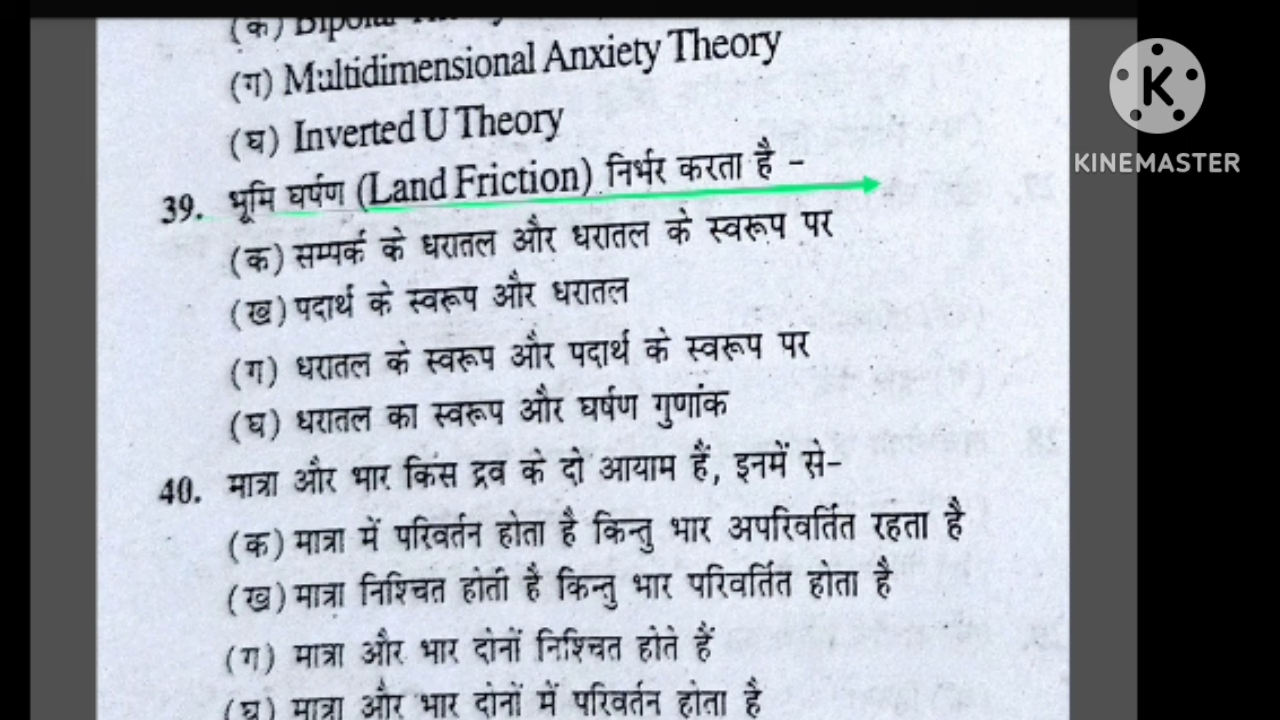 (क) Bipolar Theory
(ग) Multidimensional Anxiety Theory
(घ) Inverted U Theory
39. भूमि घर्षण (Land Friction) निर्भर करता है –
(क) सम्पर्क के धरातल और धरातल के स्वरूप पर
(ख) पदार्थ के स्वरूप और धरातल
(ग) धरातल के स्वरूप और पदार्थ के स्वरूप पर
(घ) धरातल का स्वरूप और घर्षण गुणांक
40. मात्रा और भार किस द्रव के दो आयाम हैं, इनमें से–
(क) मात्रा में परिवर्तन होता है किन्तु भार अपरिवर्तित रहता है
(ख) मात्रा निश्चित होती है किन्तु भार परिवर्तित होता है
(ग) मात्रा और भार दोनों निश्चित होते हैं
(घ) मात्रा और भार दोनों में परिवर्तन होता है
K
KINEMASTER